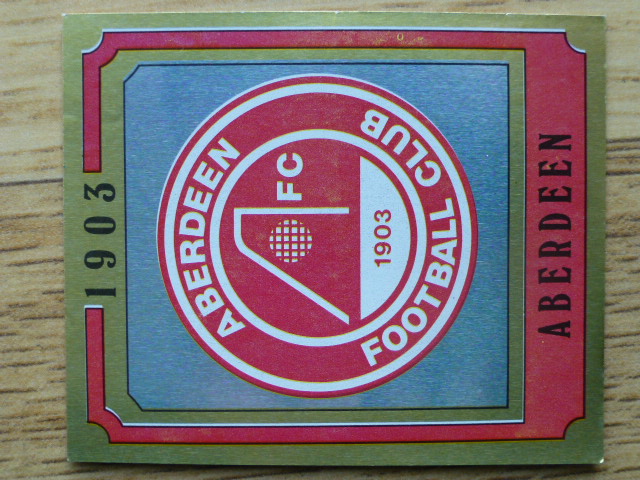 1903
ABERDEEN
FOOTBALL CLUB
FC
1903
ABERDEEN